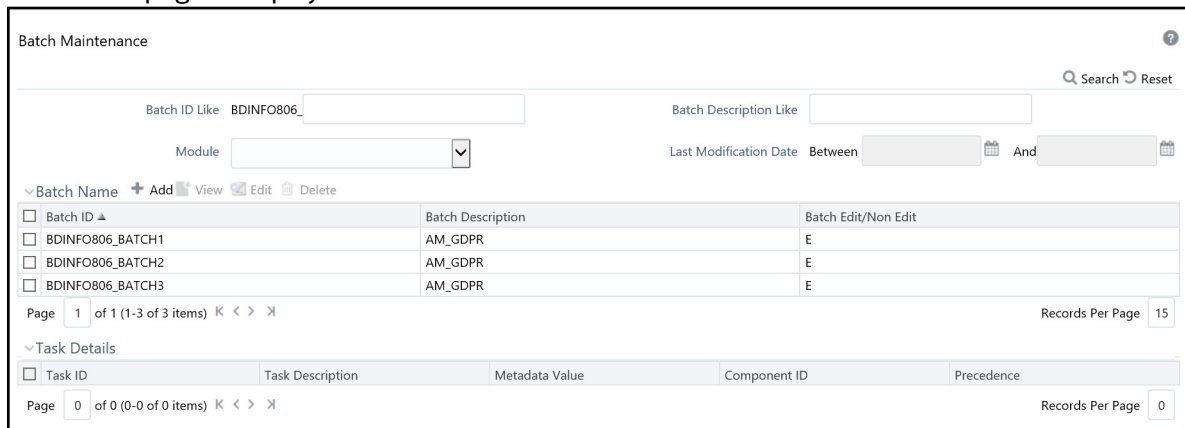 Batch Maintenance
Search Reset
Batch ID Like BDINFO806_ Batch Description Like
Module Last Modification Date Between And
Batch Name Add View Edit Delete
Batch ID Batch Description Batch Edit/Non Edit
BDINFO806_BATCH1 AM_GDPR E
BDINFO806_BATCH2 AM_GDPR E
BDINFO806_BATCH3 AM_GDPR E
Page 1 of 1 (1-3 of 3 items) Records Per Page 15
Task Details
Task ID Task Description Metadata Value Component ID Precedence
Page 0 of 0 (0-0 of 0 items) Records Per Page 0